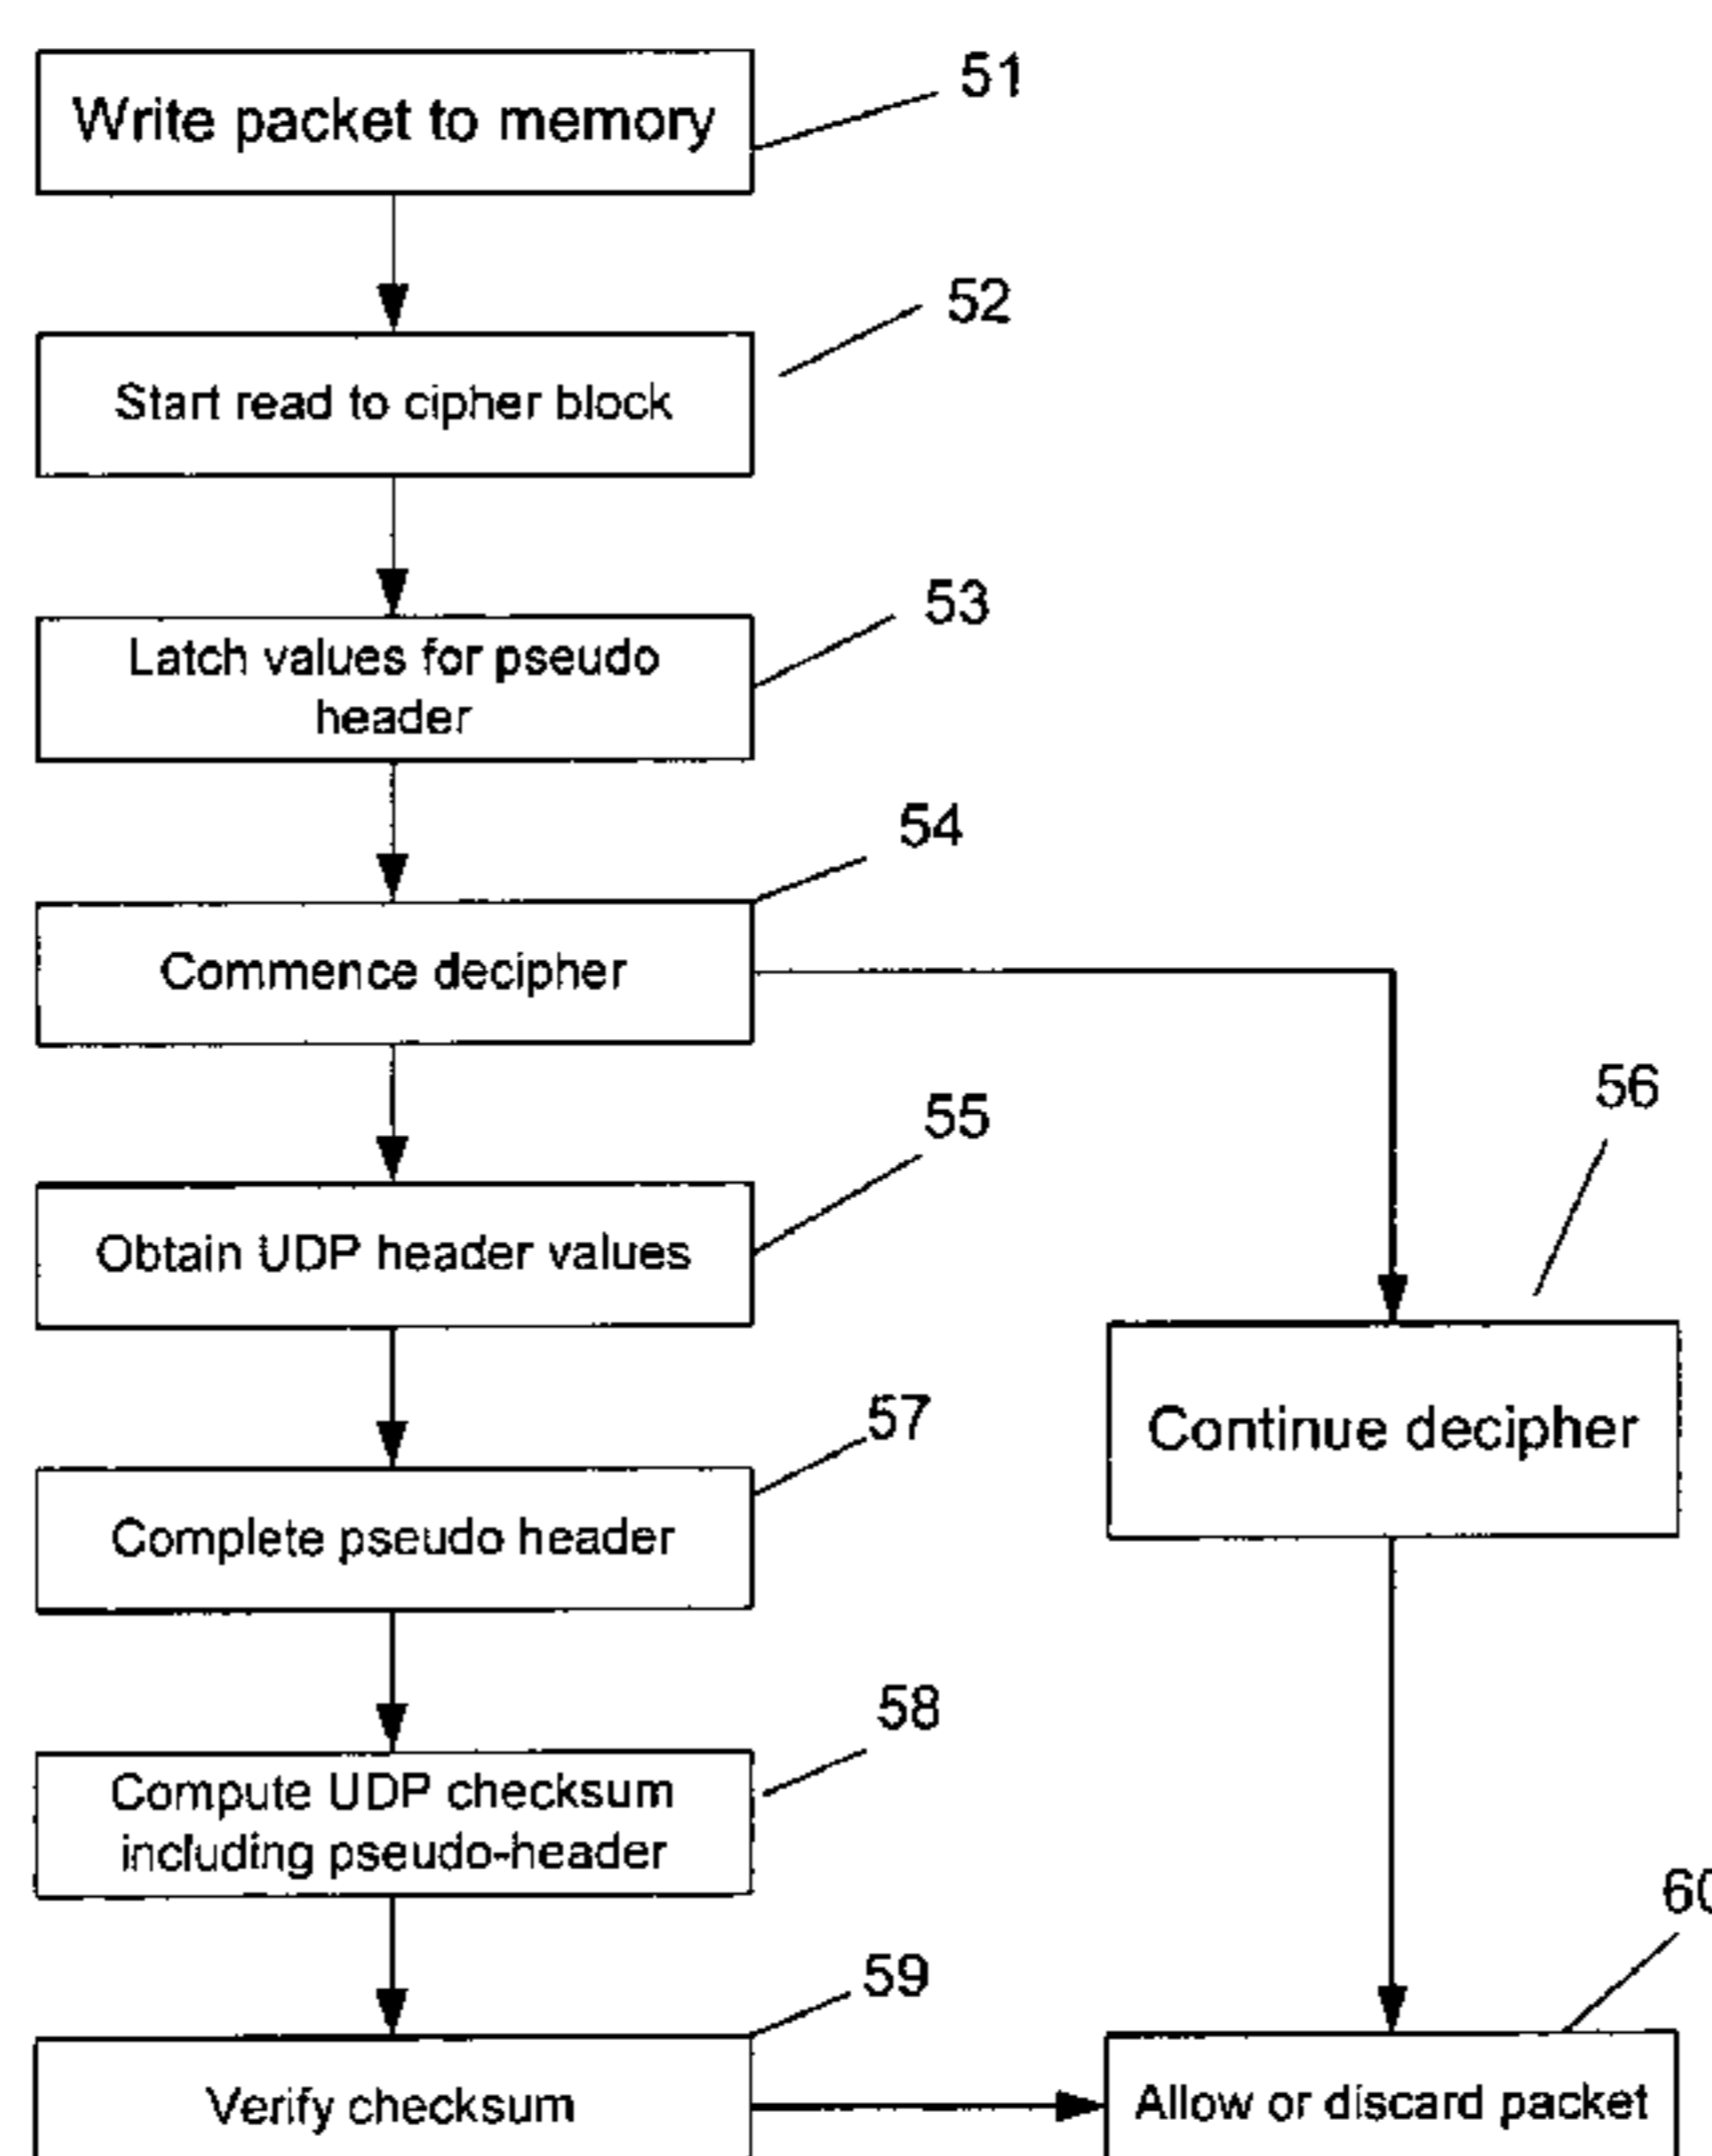 Write packet to memory
51
Start read to cipher block
52
Latch values for pseudo
header
53
Commence decipher
54
Obtain UDP header values
55
Continue decipher
56
Complete pseudo header
57
Compute UDP checksum
including pseudo-header
58
Verify checksum
59
Allow or discard packet
60